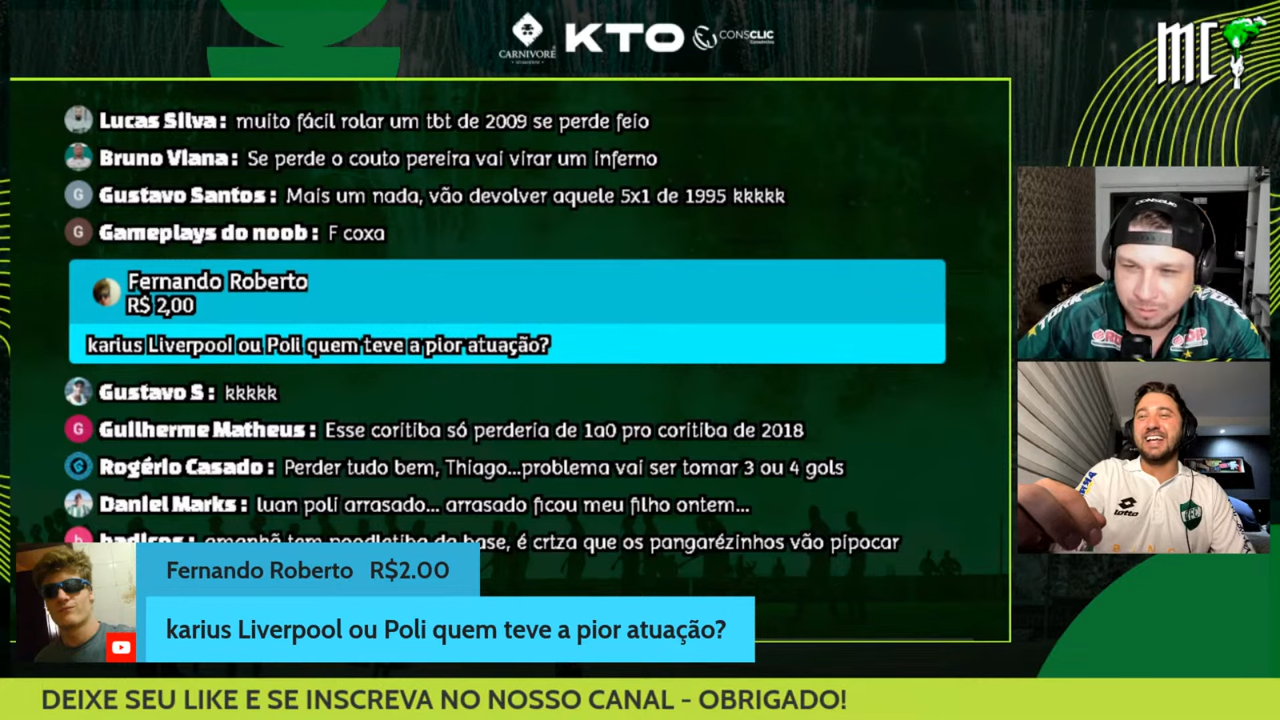 CARNIVORÉ
KTO
CONSCLIC
MC
Lucas Silva : muito fácil rolar um tbt de 2009 se perde feio
Bruno Viana : Se perde o couto pereira vai virar um inferno
G Gustavo Santos : Mais um nada, vão devolver aquele 5x1 de 1995 kkkkk
G Gameplays do noob : F coxa
Fernando Roberto
R$ 2,00
karius Liverpool ou Poli quem teve a pior atuação?
Gustavo S : kkkkk
G Guilherme Matheus : Esse coritiba só perderia de 1a0 pro coritiba de 2018
Rogério Casado : Perder tudo bem, Thiago...problema vai ser tomar 3 ou 4 gols
Daniel Marks : luan poli arrasado... arrasado ficou meu filho ontem...
base, é criza que os pangarézinhos vão pipocar
Fernando Roberto R$2.00
karius Liverpool ou Poli quem teve a pior atuação?
CONSCLIC
lotto
DEIXE SEU LIKE E SE INSCREVA NO NOSSO CANAL - OBRIGADO!